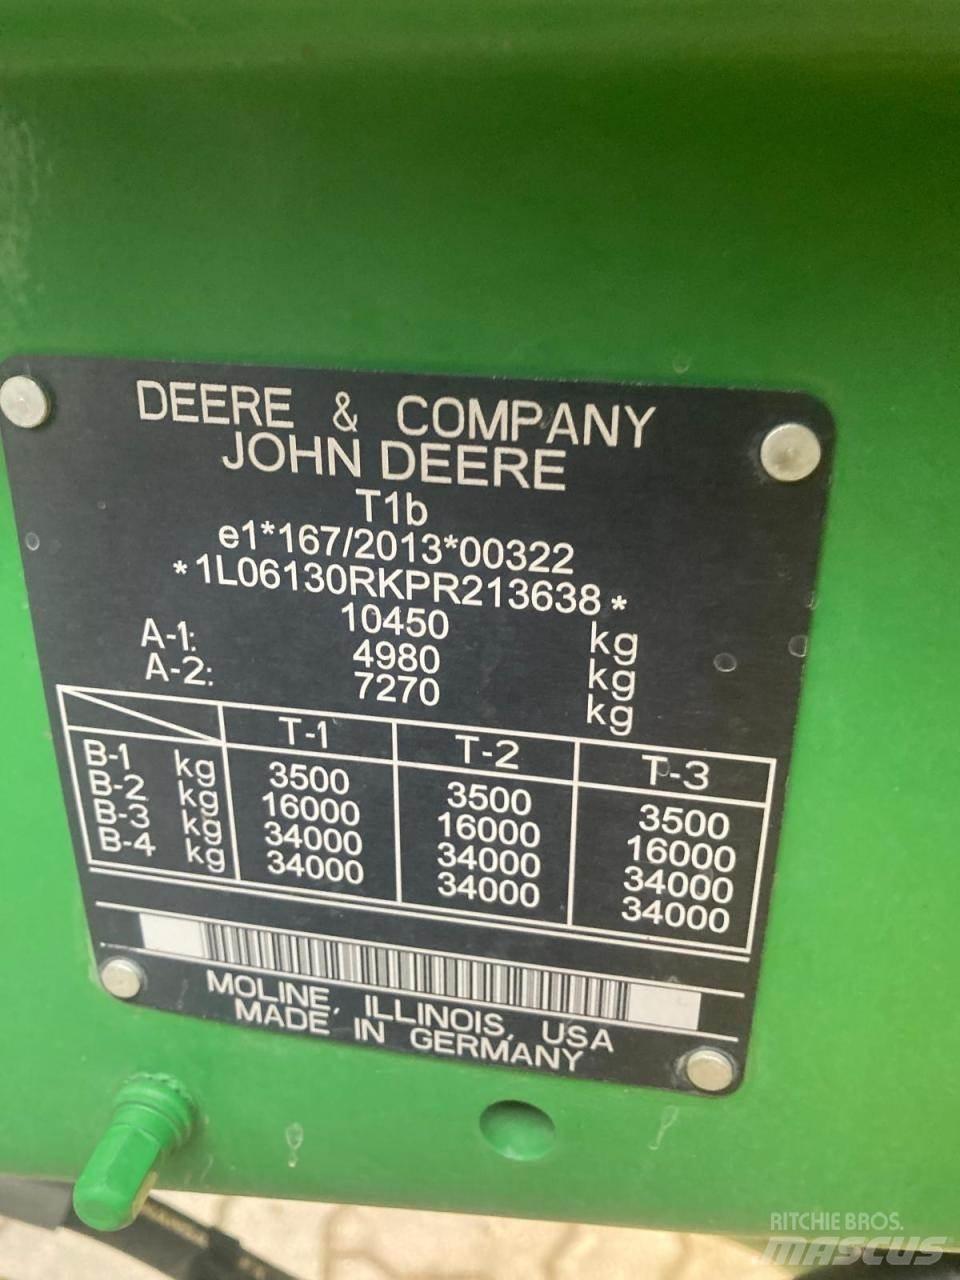 DEERE & COMPANY
JOHN DEERE
T1b
e1*167/2013*00322
*1L06130RKPR213638*
10450 kg
A-1: 4980 kg
A-2: 7270 kg
T-1 T-2 T-3
B-1 kg 3500 3500 3500
B-2 kg 16000 16000 16000
B-3 kg 34000 34000 34000
B-4 kg 34000 34000 34000
MOLINE, ILLINOIS, USA
MADE IN GERMANY
RITCHIE BROS.
MASCUS